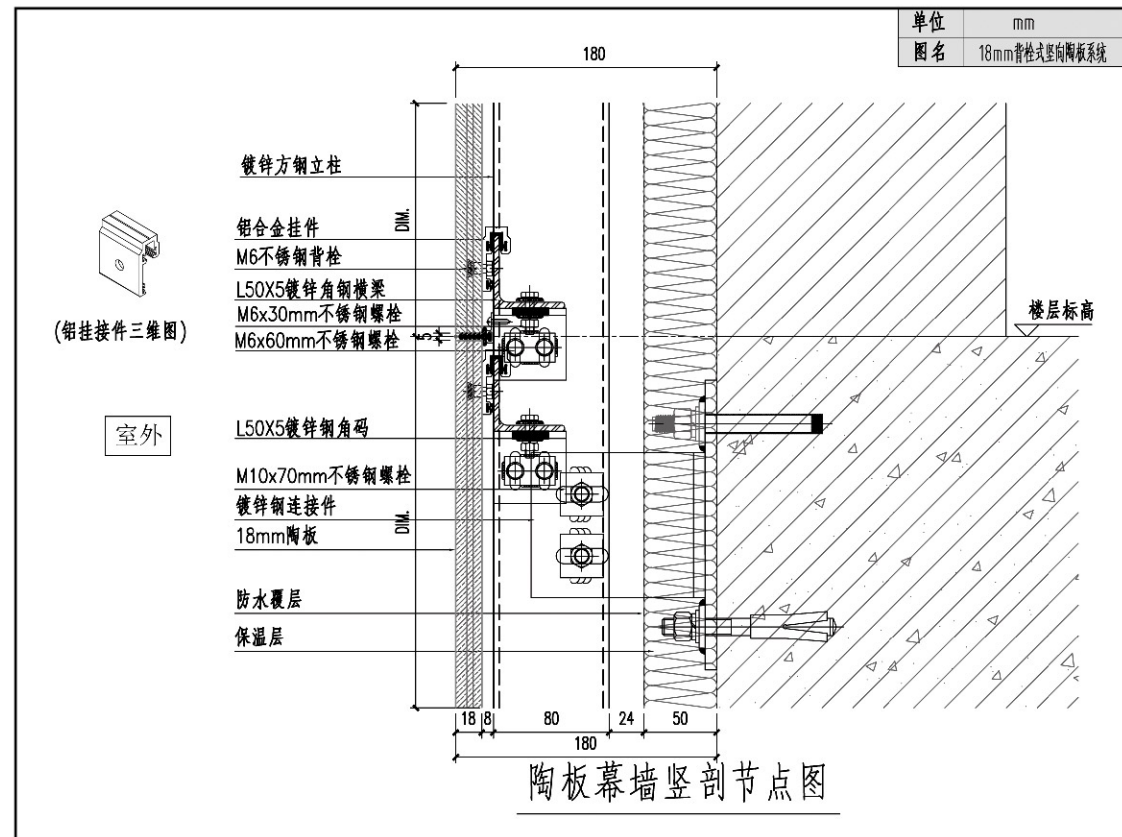 单位 mm
图名 18mm背栓式竖向陶板系统
180
DIM.
镀锌方钢立柱
铝合金挂件
M6不锈钢背栓
L50X5镀锌角钢横梁
M6x30mm不锈钢螺栓
M6x60mm不锈钢螺栓
5
(铝挂接件三维图)
楼层标高
室外
L50X5镀锌钢角码
M10x70mm不锈钢螺栓
镀锌钢连接件
18mm陶板
DIM.
防水覆层
保温层
18 8 80 24 50
180
陶板幕墙竖剖节点图